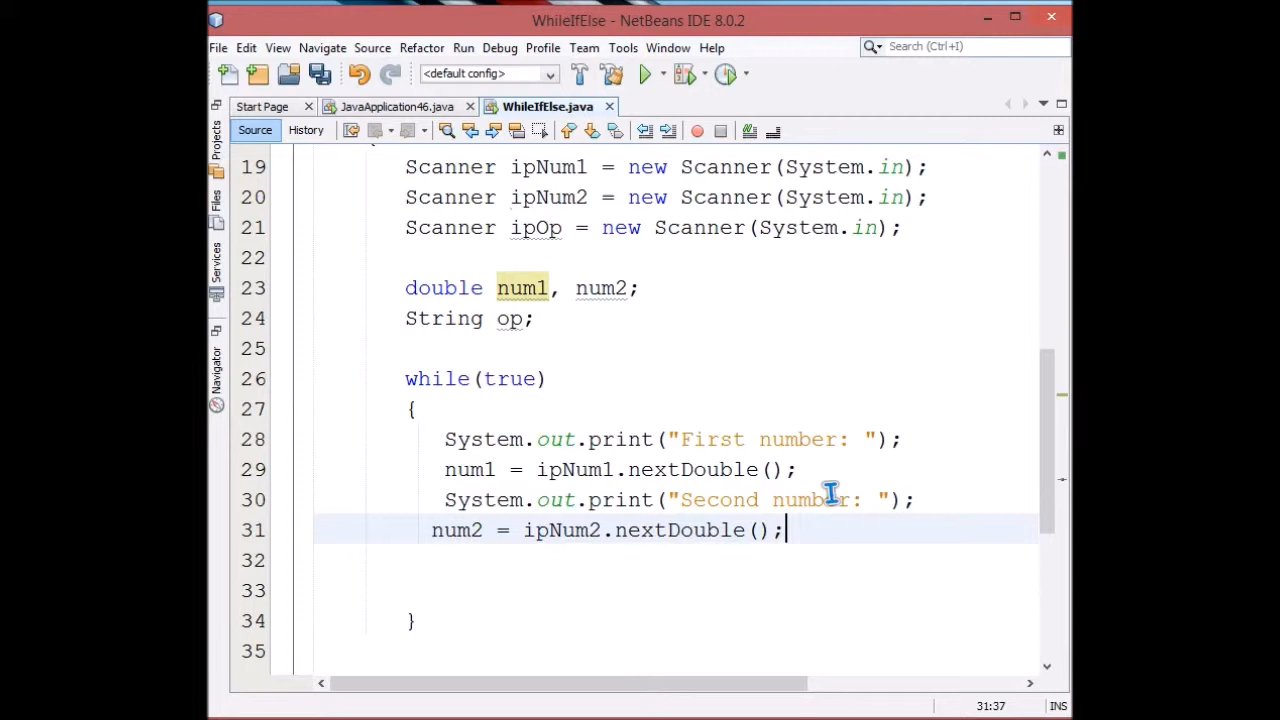 WhileIfElse - NetBeans IDE 8.0.2
File Edit View Navigate Source Refactor Run Debug Profile Team Tools Window Help
Search (Ctrl+I)
<default config>
Start Page
JavaApplication46.java
WhileIfElse.java
Source History
Projects
Files
Services
Navigator
19 Scanner ipNum1 = new Scanner(System.in);
20 Scanner ipNum2 = new Scanner(System.in);
21 Scanner ipOp = new Scanner(System.in);
22
23 double num1, num2;
24 String op;
25
26 while(true)
27 {
28 System.out.print("First number: ");
29 num1 = ipNum1.nextDouble();
30 System.out.print("Second number: ");
31 num2 = ipNum2.nextDouble();
32
33
34 }
35
31:37 INS